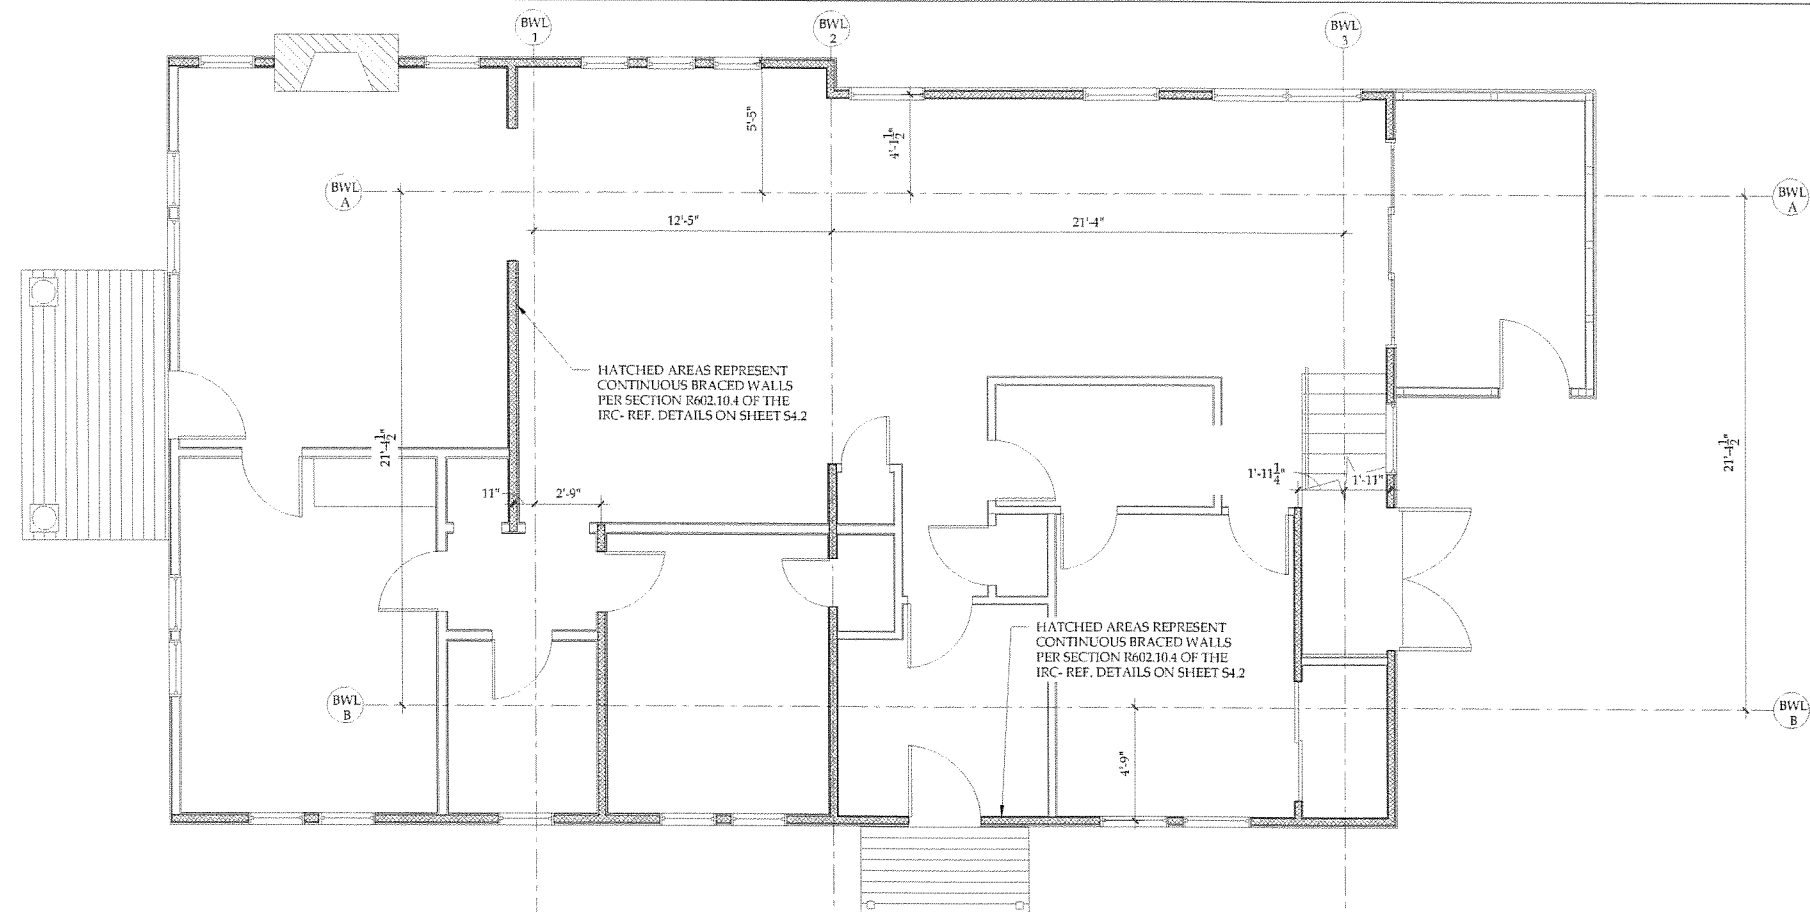 BWL
1
BWL
2
BWL
3
5'-5"
4'-1 1/2"
BWL
A
BWL
A
12'-5"
21'-4"
HATCHED AREAS REPRESENT
CONTINUOUS BRACED WALLS
PER SECTION R602.10.4 OF THE
IRC- REF. DETAILS ON SHEET S4.2
21'-4 1/2"
21'-4 1/2"
11"
2'-9"
1'-11 1/4"
1'-11"
HATCHED AREAS REPRESENT
CONTINUOUS BRACED WALLS
PER SECTION R602.10.4 OF THE
IRC- REF. DETAILS ON SHEET S4.2
BWL
B
BWL
B
4'-9"